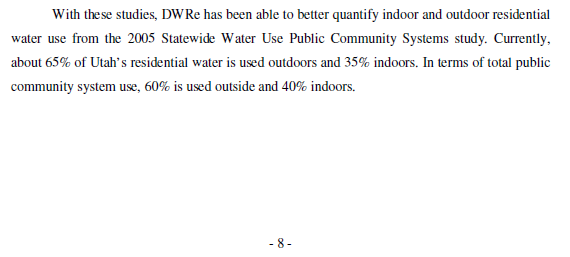 With these studies, DWRe has been able to better quantify indoor and outdoor residential
water use from the 2005 Statewide Water Use Public Community Systems study. Currently,
about 65% of Utah's residential water is used outdoors and 35% indoors. In terms of total public
community system use, 60% is used outside and 40% indoors.
- 8 -